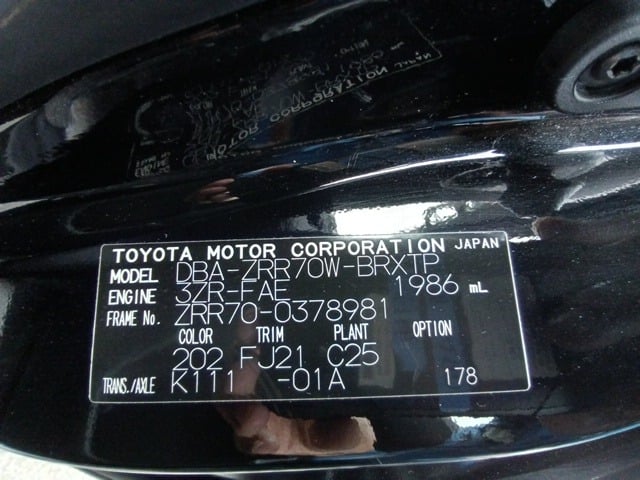 TOYOTA MOTOR CORPORATION JAPAN
MODEL DBA-ZRR70W-BRXTP
ENGINE 3ZR-FAE 1986 mL
FRAME No. ZRR70-0378981
COLOR TRIM PLANT OPTION
202 FJ21 C25
TRANS./AXLE K111 -01A 178